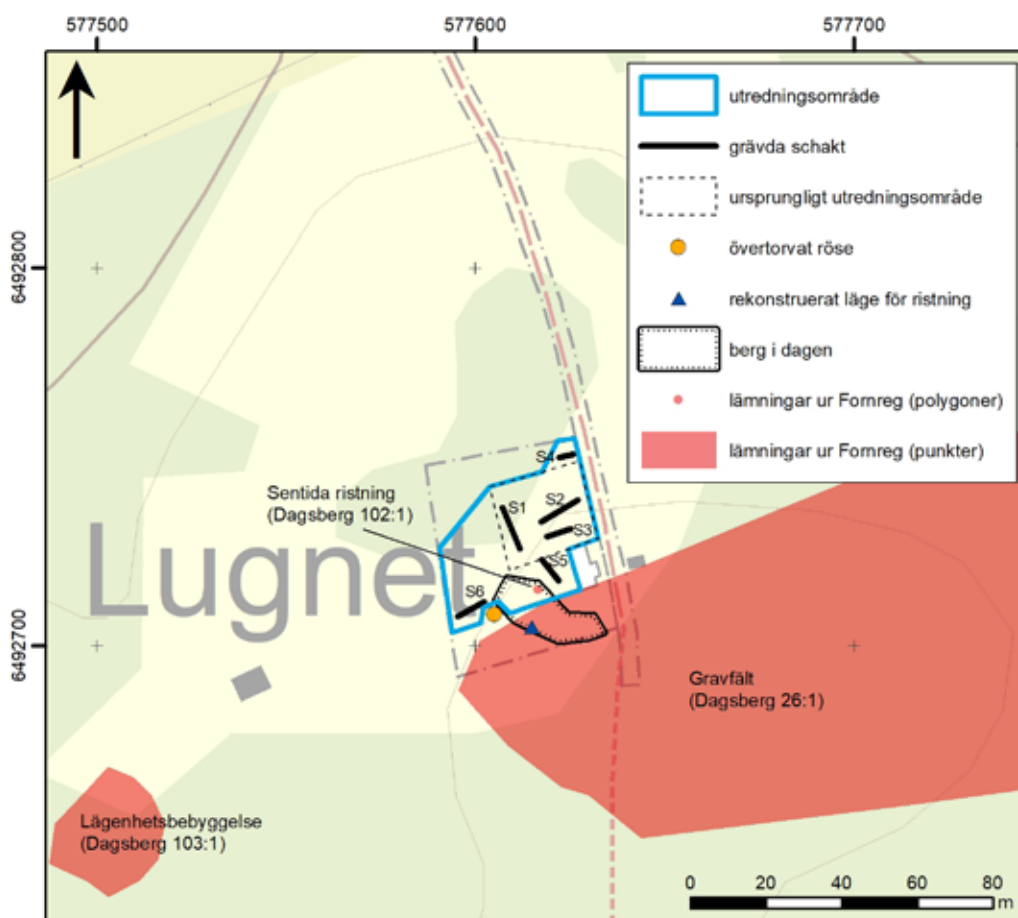 577500
577600
577700
6492800
6492700
utredningsområde
grävda schakt
ursprungligt utredningsområde
övertorvat röse
rekonstruerat läge för ristning
berg i dagen
lämningar ur Fornreg (polygoner)
lämningar ur Fornreg (punkter)
Sentida ristning
(Dagsberg 102:1)
S4
S1
S2
S3
S5
S6
Lugnet
Gravfält
(Dagsberg 26:1)
Lägenhetsbebyggelse
(Dagsberg 103:1)
0 20 40 60 80
m